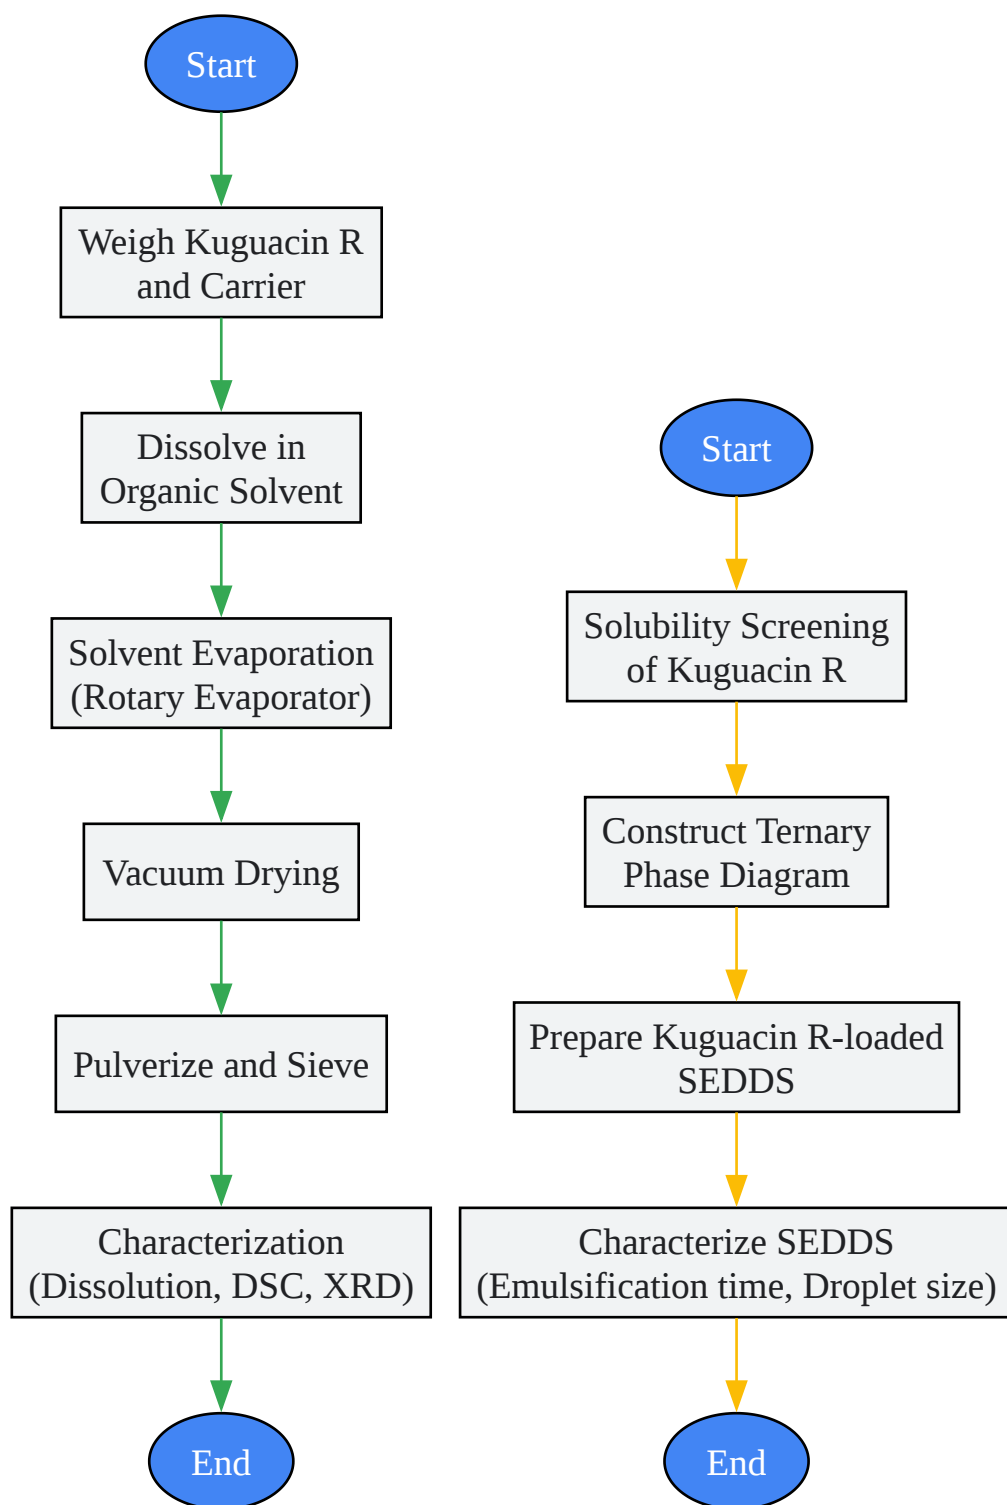 Start
Weigh Kuguacin R
and Carrier
Dissolve in
Organic Solvent
Solvent Evaporation
(Rotary Evaporator)
Vacuum Drying
Pulverize and Sieve
Characterization
(Dissolution, DSC, XRD)
End
Start
Solubility Screening
of Kuguacin R
Construct Ternary
Phase Diagram
Prepare Kuguacin R-loaded
SEDDS
Characterize SEDDS
(Emulsification time, Droplet size)
End